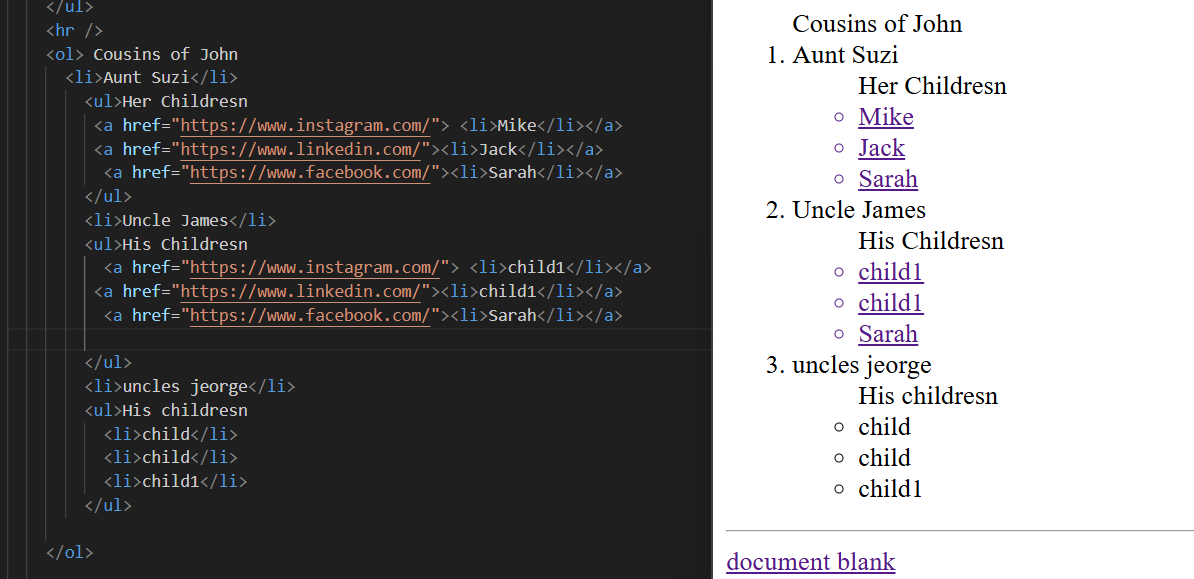 </ul>
<hr />
<ol> Cousins of John
<li>Aunt Suzi</li>
<ul>Her Childresn
<a href="https://www.instagram.com/"> <li>Mike</li></a>
<a href="https://www.linkedin.com/"><li>Jack</li></a>
<a href="https://www.facebook.com/"><li>Sarah</li></a>
</ul>
<li>Uncle James</li>
<ul>His Childresn
<a href="https://www.instagram.com/"> <li>child1</li></a>
<a href="https://www.linkedin.com/"><li>child1</li></a>
<a href="https://www.facebook.com/"><li>Sarah</li></a>
</ul>
<li>uncles jeorge</li>
<ul>His childresn
<li>child</li>
<li>child</li>
<li>child1</li>
</ul>
</ol>
Cousins of John
1. Aunt Suzi
Her Childresn
Mike
Jack
Sarah
2. Uncle James
His Childresn
child1
child1
Sarah
3. uncles jeorge
His childresn
child
child
child1
document blank